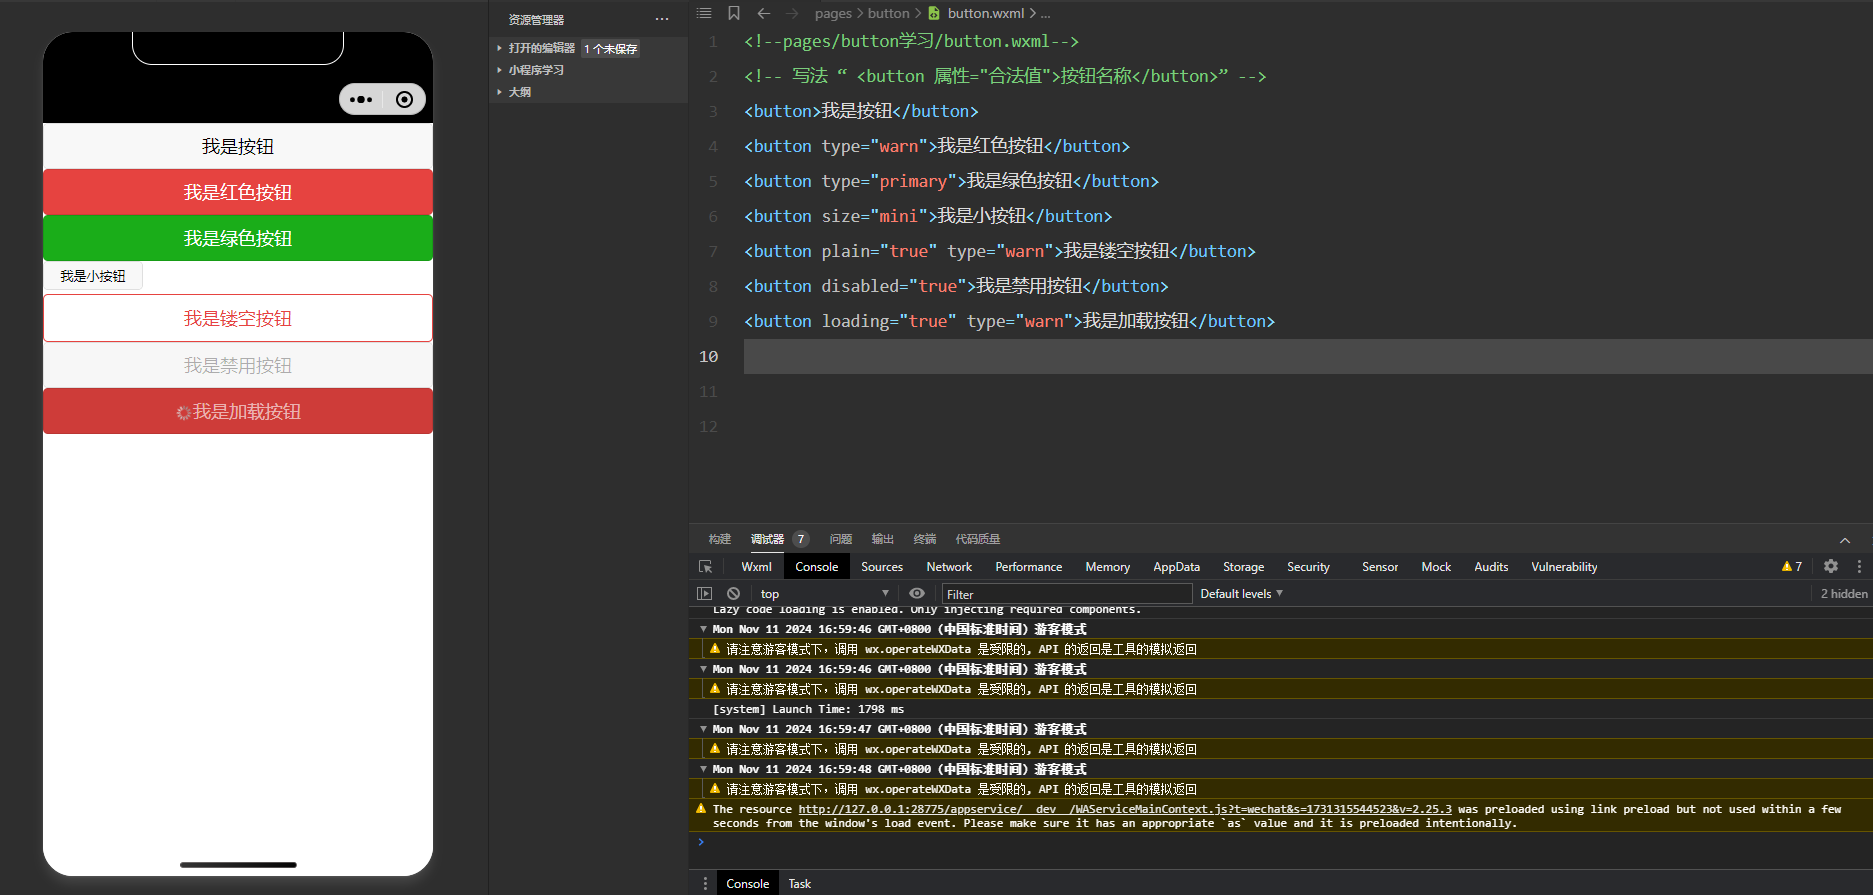 我是按钮
我是红色按钮
我是绿色按钮
我是小按钮
我是镂空按钮
我是禁用按钮
我是加载按钮
资源管理器
打开的编辑器 1 个未保存
小程序学习
大纲
pages > button > button.wxml > ...
1 <!--pages/button学习/button.wxml-->
2 <!-- 写法 “ <button 属性="合法值">按钮名称</button>” -->
3 <button>我是按钮</button>
4 <button type="warn">我是红色按钮</button>
5 <button type="primary">我是绿色按钮</button>
6 <button size="mini">我是小按钮</button>
7 <button plain="true" type="warn">我是镂空按钮</button>
8 <button disabled="true">我是禁用按钮</button>
9 <button loading="true" type="warn">我是加载按钮</button>
10
11
12
构建 调试器 7 问题 输出 终端 代码质量
Wxml Console Sources Network Performance Memory AppData Storage Security Sensor Mock Audits Vulnerability 7
top Filter Default levels 2 hidden
Lazy code loading is enabled. Only injecting required components.
Mon Nov 11 2024 16:59:46 GMT+0800 (中国标准时间) 游客模式
请注意游客模式下，调用 wx.operateWXData 是受限的, API 的返回是工具的模拟返回
Mon Nov 11 2024 16:59:46 GMT+0800 (中国标准时间) 游客模式
请注意游客模式下，调用 wx.operateWXData 是受限的, API 的返回是工具的模拟返回
[system] Launch Time: 1798 ms
Mon Nov 11 2024 16:59:47 GMT+0800 (中国标准时间) 游客模式
请注意游客模式下，调用 wx.operateWXData 是受限的, API 的返回是工具的模拟返回
Mon Nov 11 2024 16:59:48 GMT+0800 (中国标准时间) 游客模式
请注意游客模式下，调用 wx.operateWXData 是受限的, API 的返回是工具的模拟返回
The resource http://127.0.0.1:28775/appservice/__dev__/WAServiceMainContext.js?t=wechat&s=1731315544523&v=2.25.3 was preloaded using link preload but not used within a few
seconds from the window's load event. Please make sure it has an appropriate `as` value and it is preloaded intentionally.
Console Task